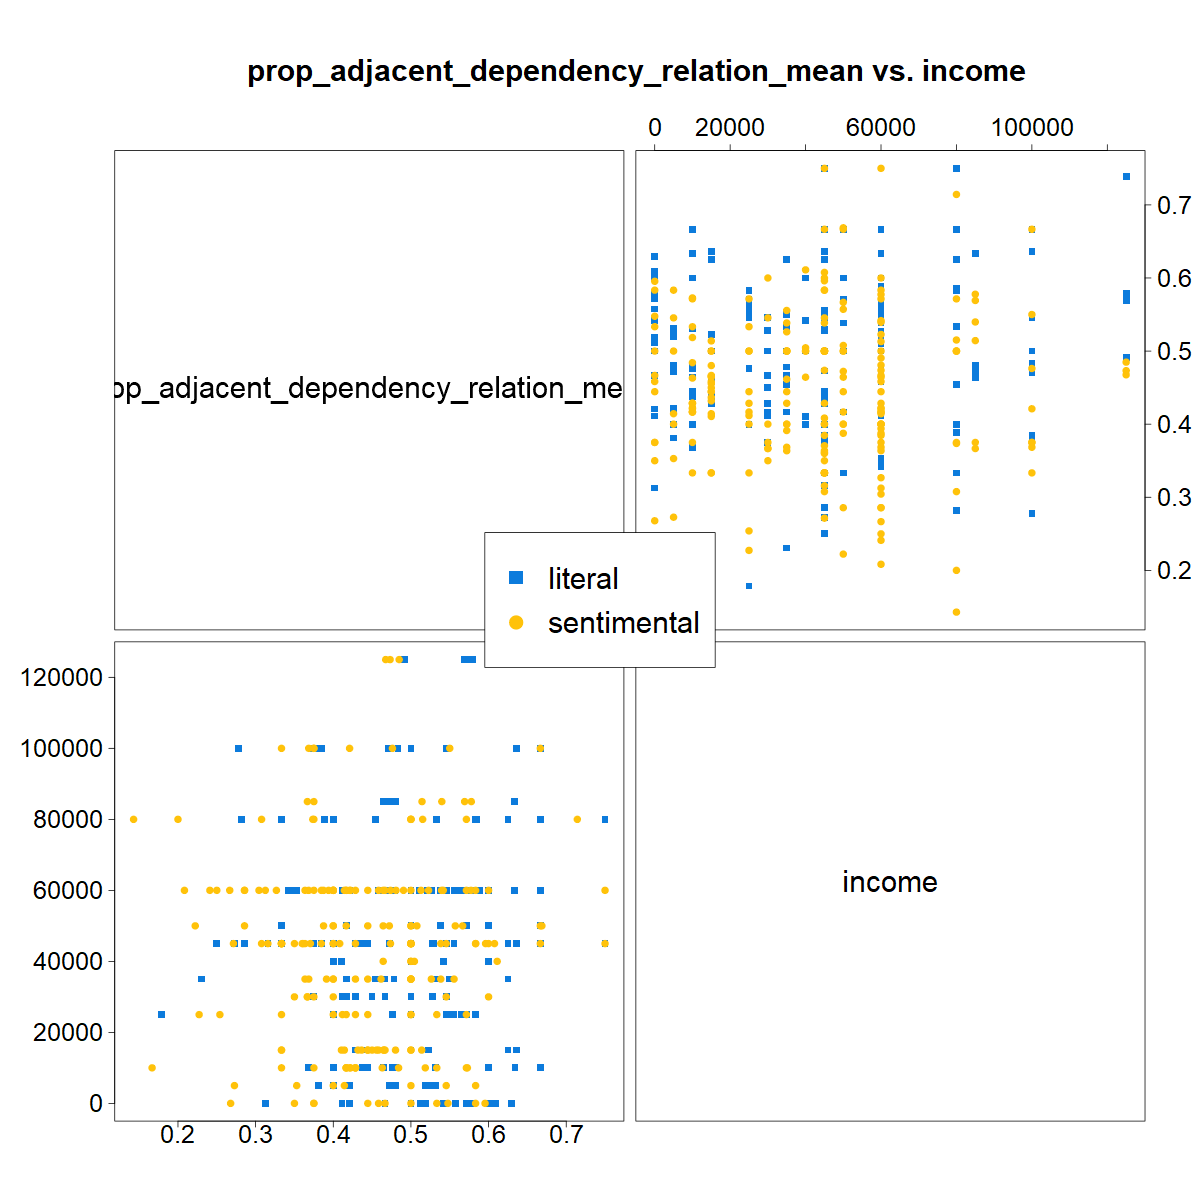 prop_adjacent_dependency_relation_mean vs. income
0 20000 60000 100000
op_adjacent_dependency_relation_me
0.7
0.6
0.5
0.4
0.3
0.2
literal
sentimental
120000
100000
80000
60000
40000
20000
0
income
0.2 0.3 0.4 0.5 0.6 0.7